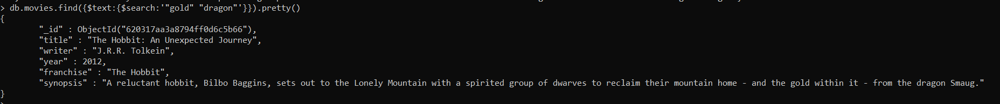 > db.movies.find({$text:{$search:'"gold" "dragon"'}}).pretty()
{
        "_id" : ObjectId("620317aa3a8794ff0d6c5b66"),
        "title" : "The Hobbit: An Unexpected Journey",
        "writer" : "J.R.R. Tolkein",
        "year" : 2012,
        "franchise" : "The Hobbit",
        "synopsis" : "A reluctant hobbit, Bilbo Baggins, sets out to the Lonely Mountain with a spirited group of dwarves to reclaim their mountain home - and the gold within it - from the dragon Smaug."
}